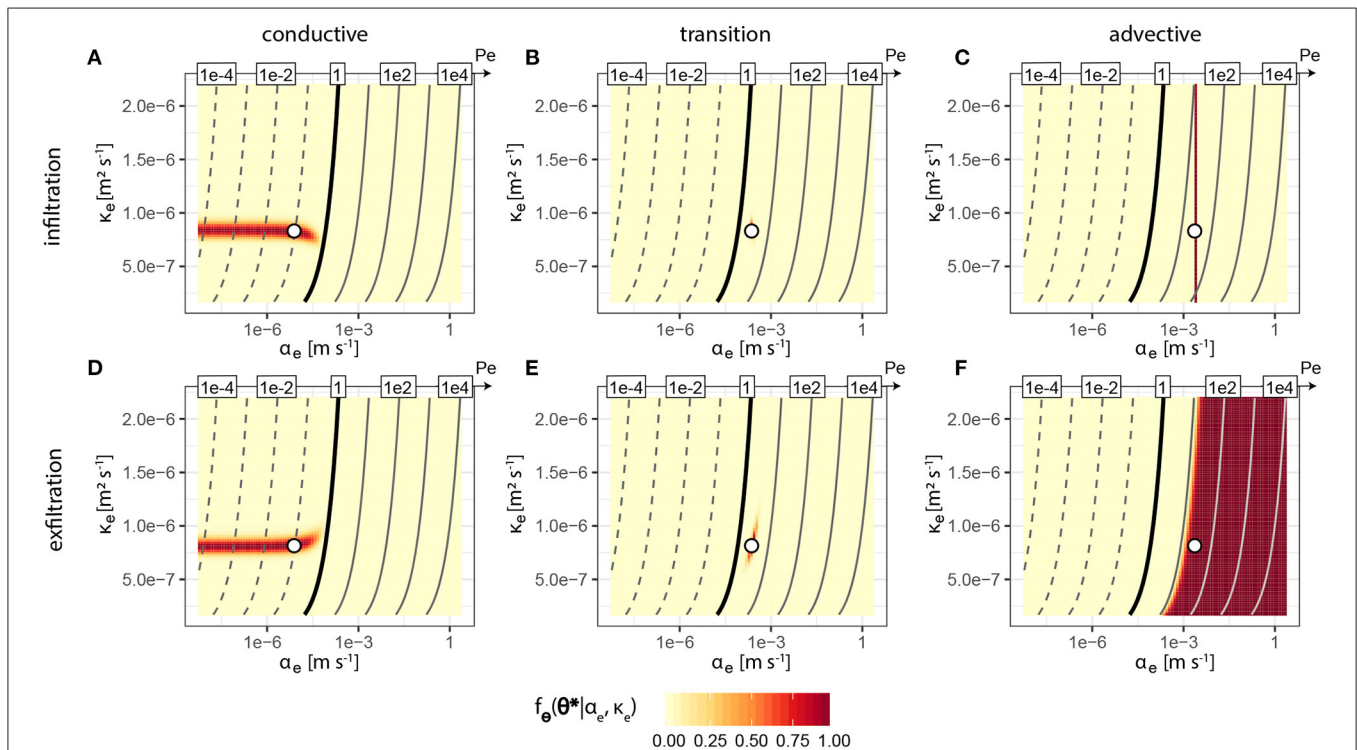 conductive transition advective
A B C
1e-4 1e-2 1 1e2 1e4 Pe 1e-4 1e-2 1 1e2 1e4 Pe 1e-4 1e-2 1 1e2 1e4 Pe
infiltration
κe[m² s⁻¹] κe[m² s⁻¹] κe[m² s⁻¹]
2.0e-6 2.0e-6 2.0e-6
1.5e-6 1.5e-6 1.5e-6
1.0e-6 1.0e-6 1.0e-6
5.0e-7 5.0e-7 5.0e-7
1e-6 1e-3 1 1e-6 1e-3 1 1e-6 1e-3 1
αe [m s⁻¹] αe [m s⁻¹] αe [m s⁻¹]
D E F
1e-4 1e-2 1 1e2 1e4 Pe 1e-4 1e-2 1 1e2 1e4 Pe 1e-4 1e-2 1 1e2 1e4 Pe
exfiltration
κe[m² s⁻¹] κe[m² s⁻¹] κe[m² s⁻¹]
2.0e-6 2.0e-6 2.0e-6
1.5e-6 1.5e-6 1.5e-6
1.0e-6 1.0e-6 1.0e-6
5.0e-7 5.0e-7 5.0e-7
1e-6 1e-3 1 1e-6 1e-3 1 1e-6 1e-3 1
αe [m s⁻¹] αe [m s⁻¹] αe [m s⁻¹]
fθ(θ*|αe, κe)
0.00 0.25 0.50 0.75 1.00